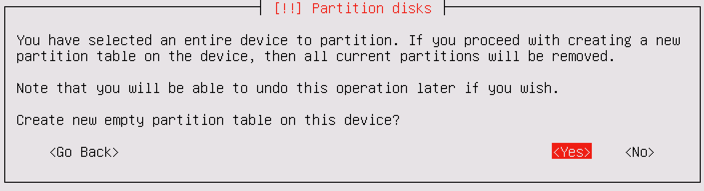 [!!] Partition disks
You have selected an entire device to partition. If you proceed with creating a new
partition table on the device, then all current partitions will be removed.
Note that you will be able to undo this operation later if you wish.
Create new empty partition table on this device?
<Go Back> <Yes> <No>